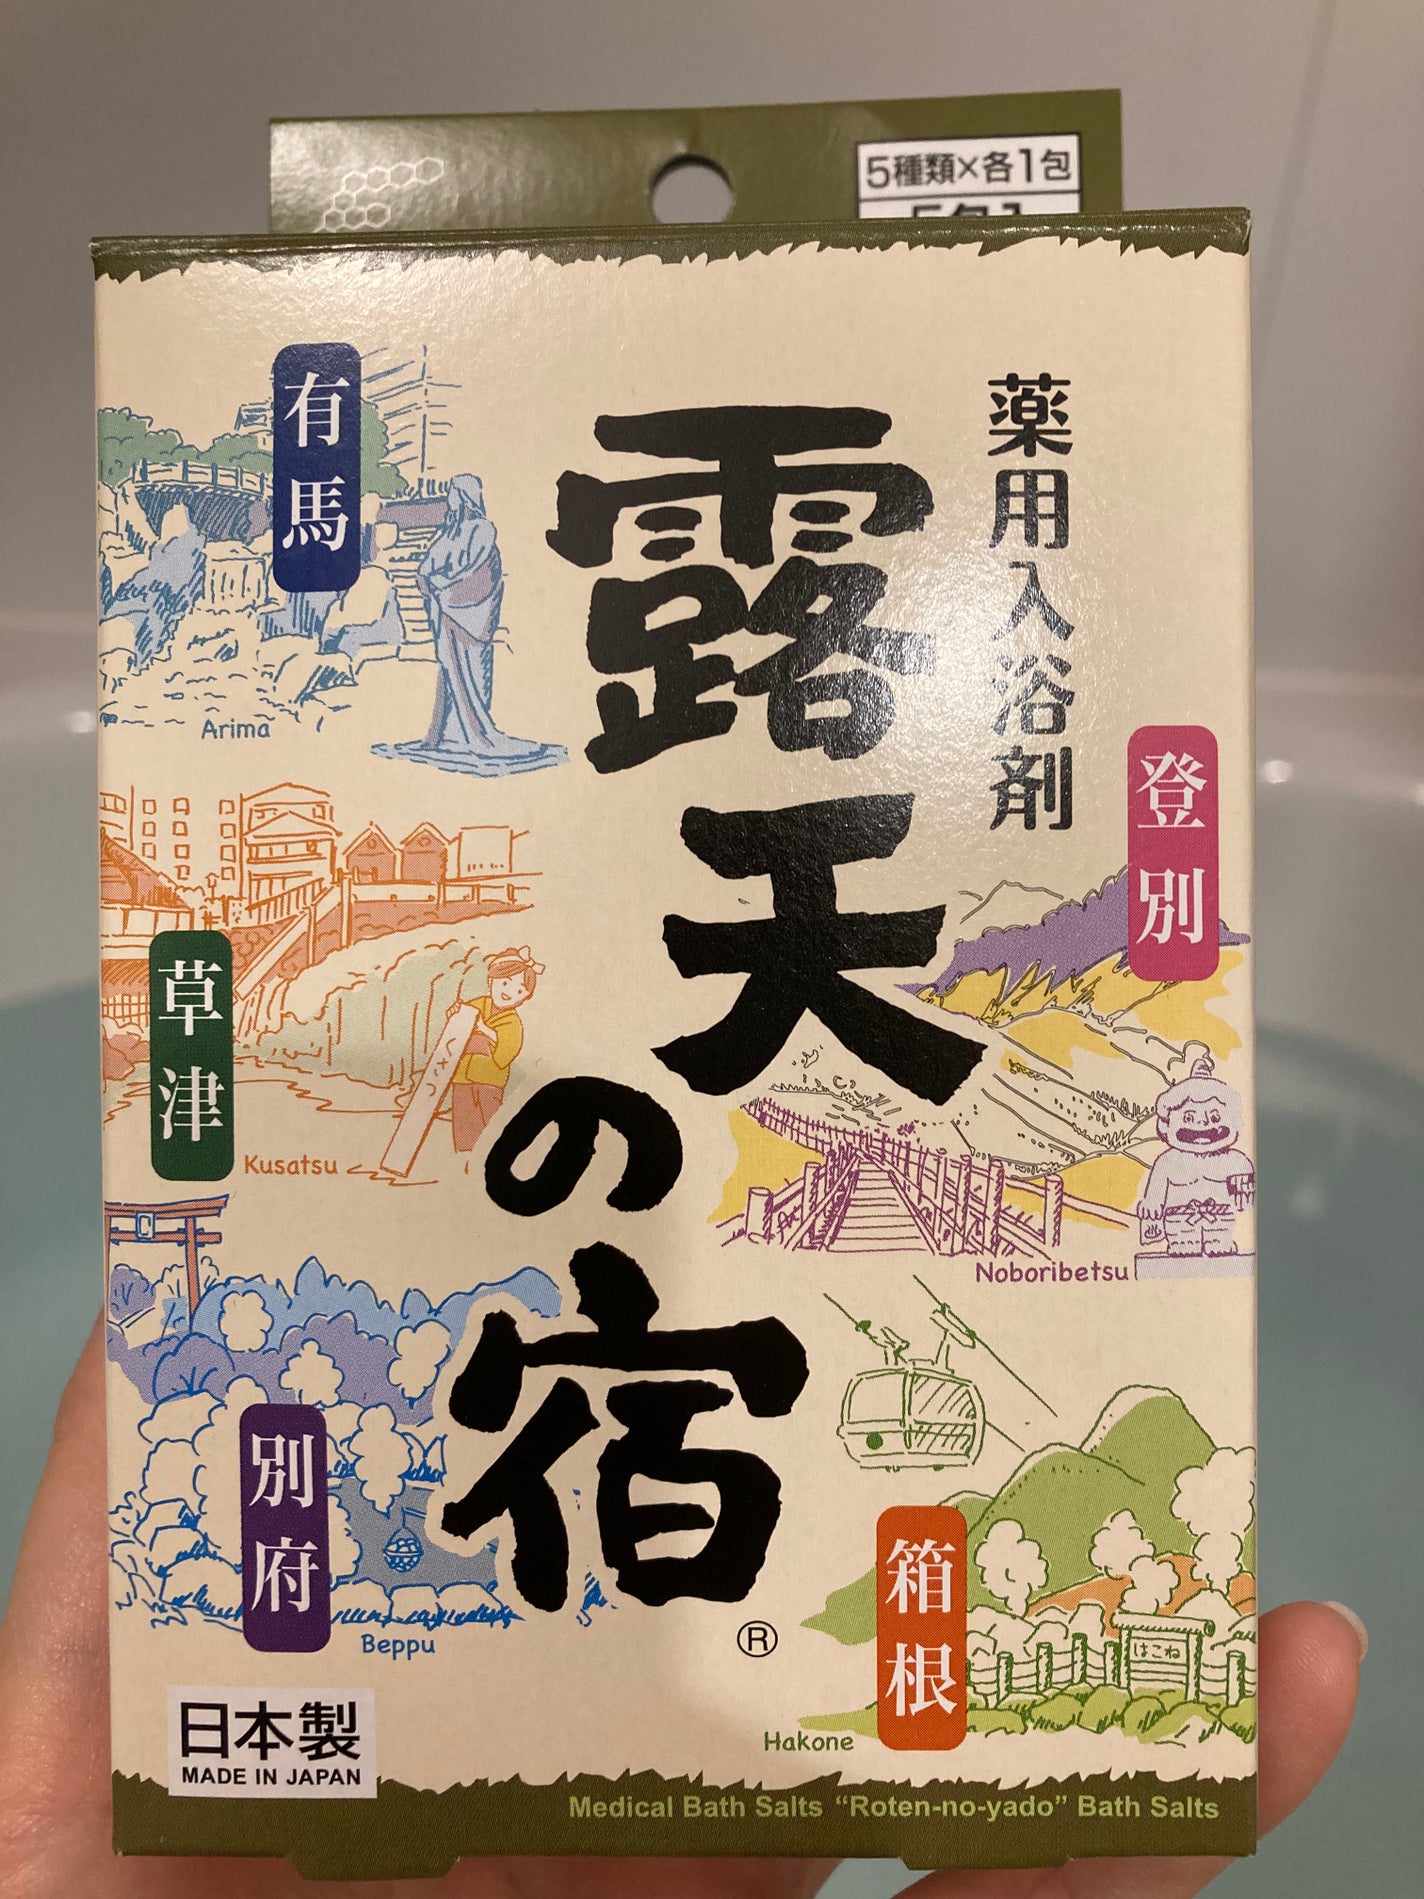 5種類×各1包
薬用入浴剤
露天の宿
®
有馬
Arima
草津
Kusatsu
登別
Noboribetsu
別府
Beppu
箱根
はこね
Hakone
日本製
MADE IN JAPAN
Medical Bath Salts “Roten-no-yado” Bath Salts